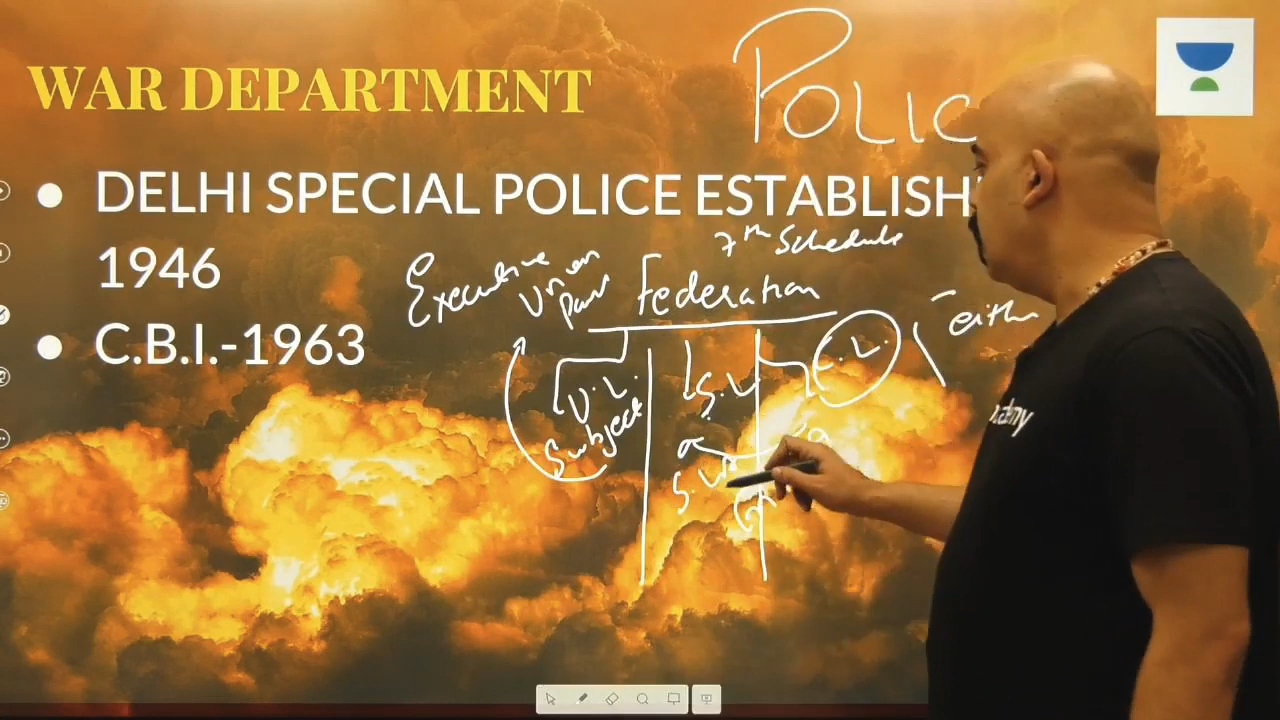 WAR DEPARTMENT
POLIC
DELHI SPECIAL POLICE ESTABLISH
1946
7th Schedule
Executive
Union
Federation
either
C.B.I.-1963
U.L.
S.L
C.L.
Subject